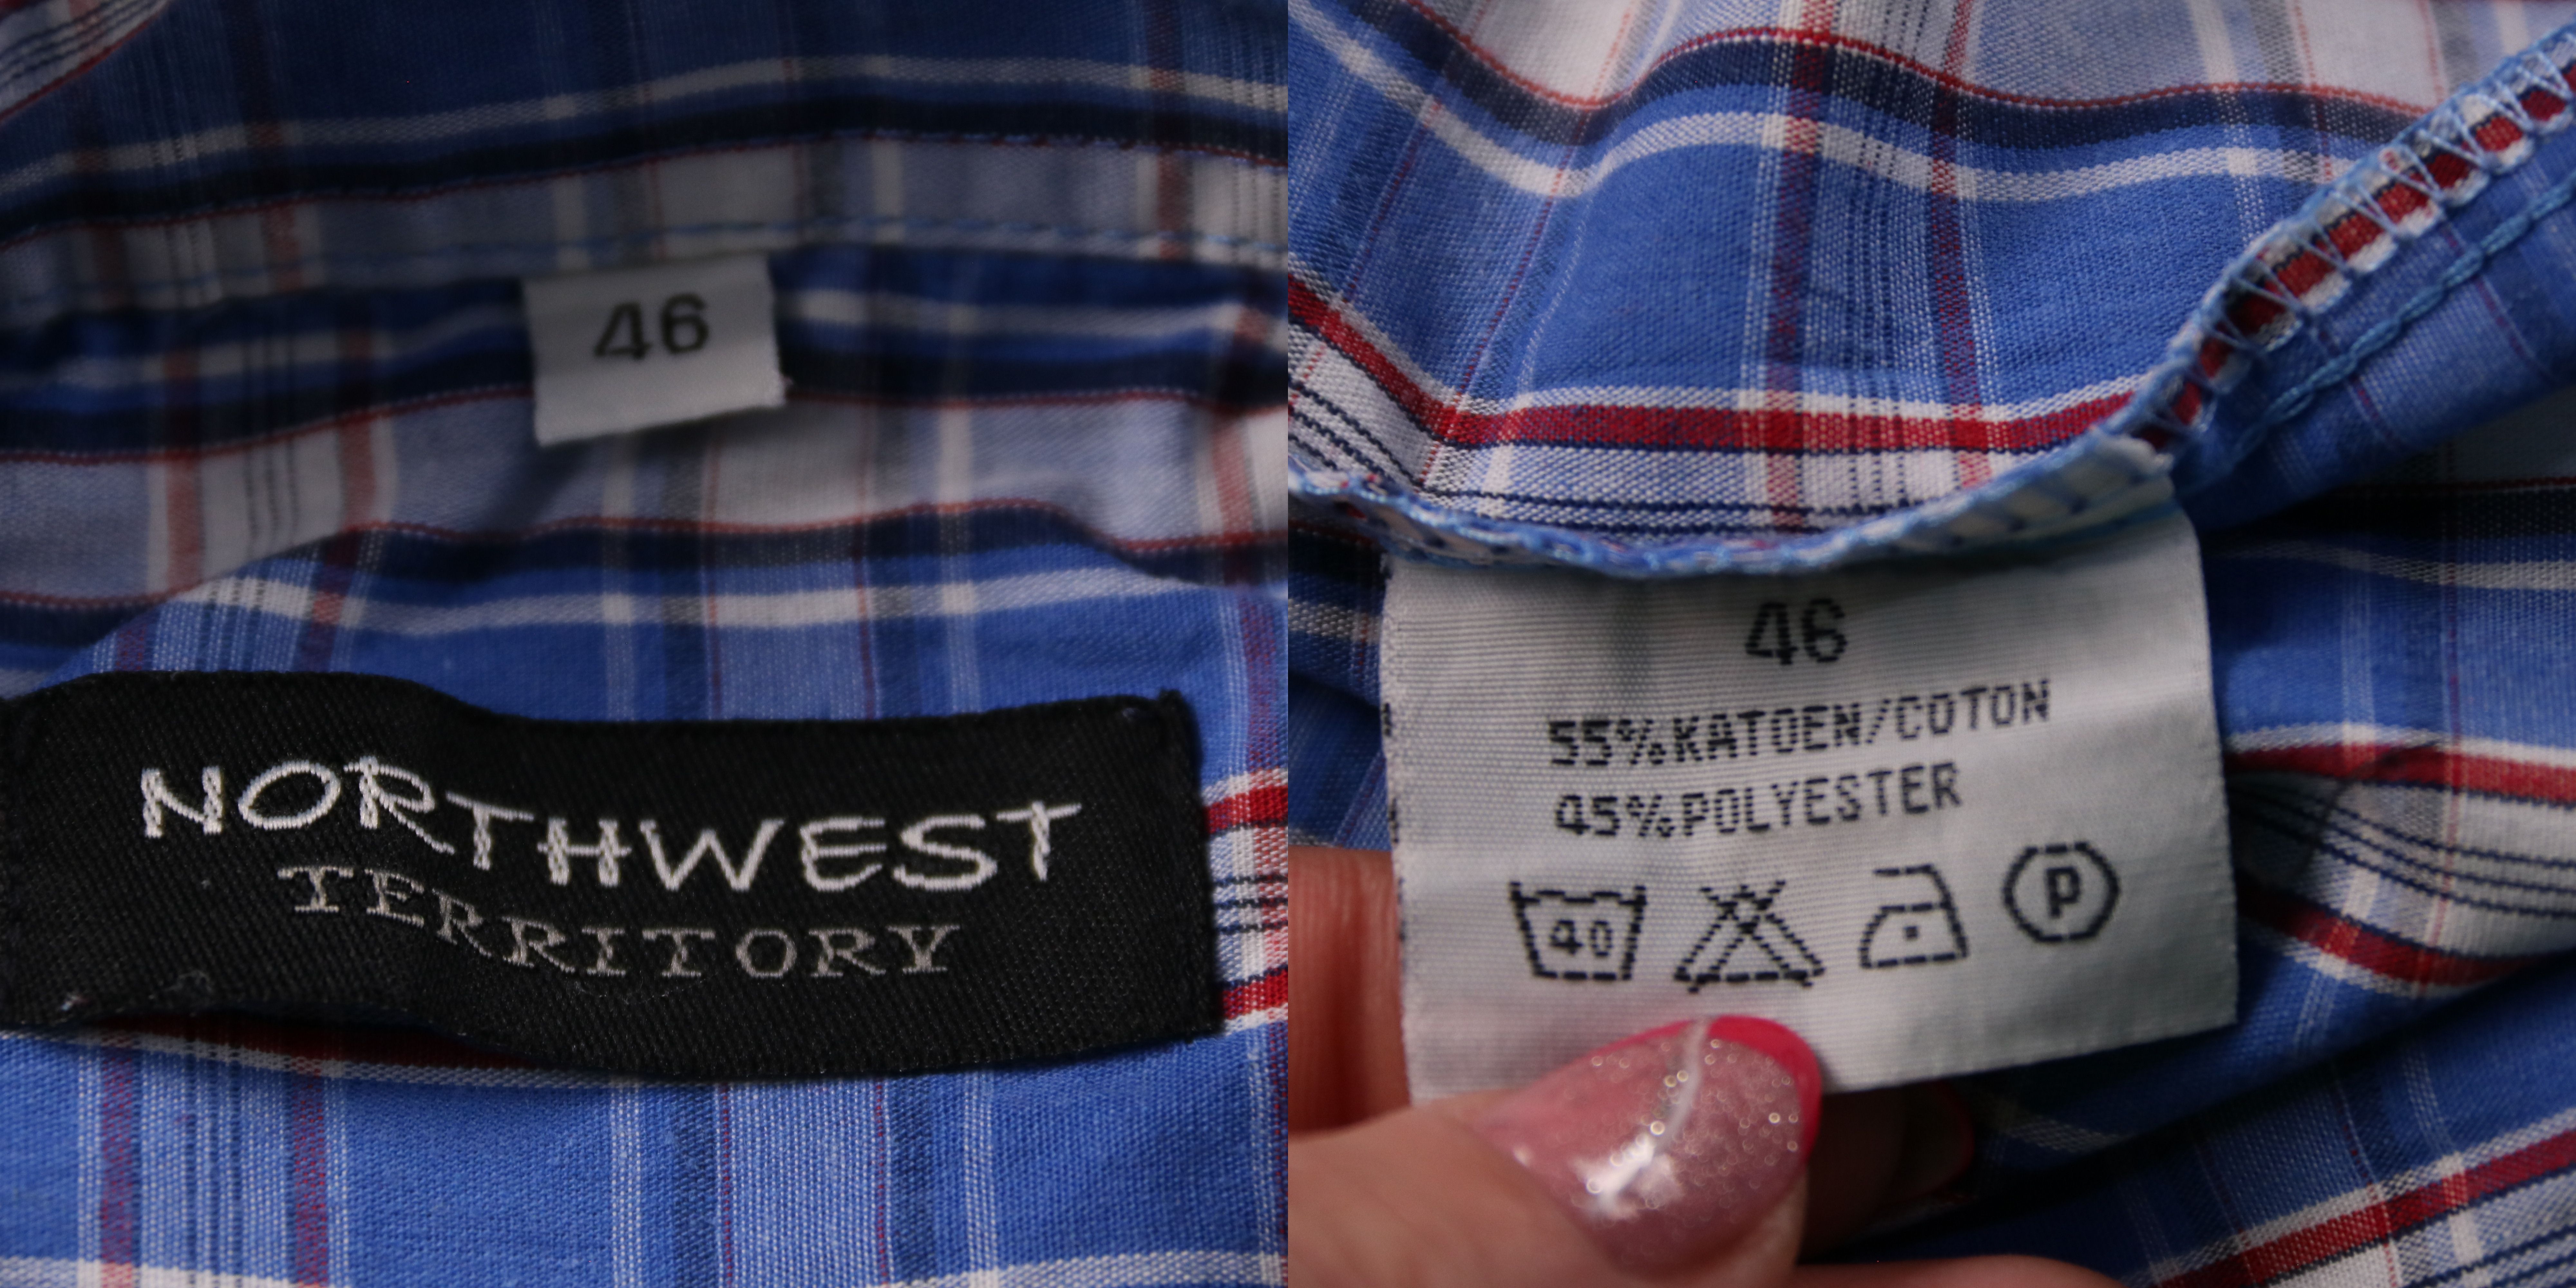 46
NORTHWEST
TERRITORY
46
55%KATOEN/COTON
45%POLYESTER
40
P